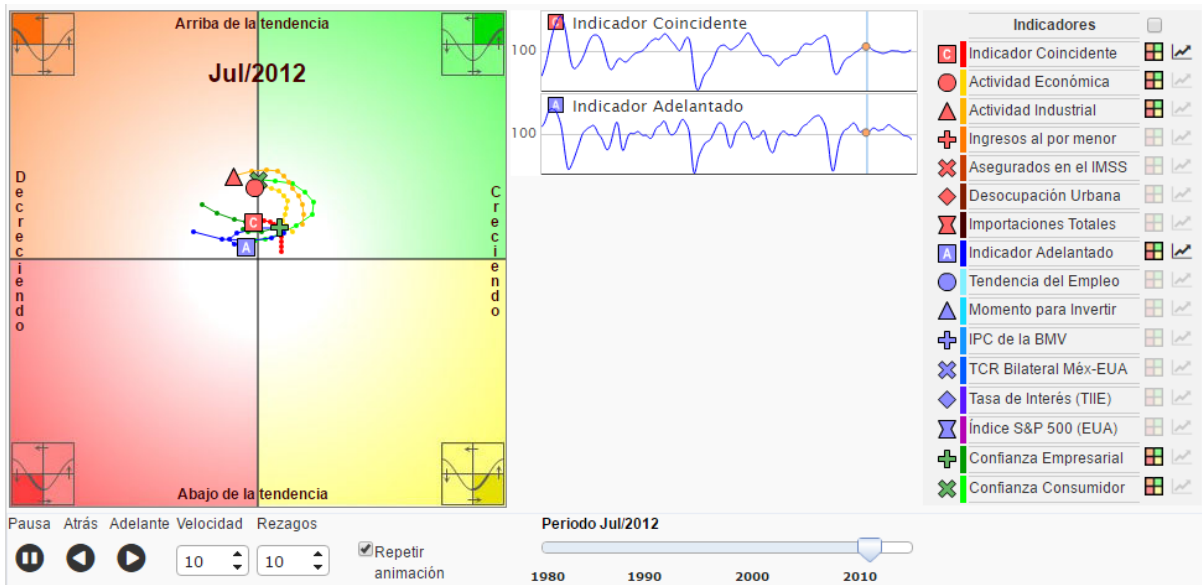 Arriba de la tendencia
Jul/2012
Decreciendo
Creciendo
C
A
Abajo de la tendencia
C Indicador Coincidente
100
A Indicador Adelantado
100
Indicadores
C Indicador Coincidente
Actividad Económica
Actividad Industrial
Ingresos al por menor
Asegurados en el IMSS
Desocupación Urbana
Importaciones Totales
A Indicador Adelantado
Tendencia del Empleo
Momento para Invertir
IPC de la BMV
TCR Bilateral Méx-EUA
Tasa de Interés (TIIE)
Índice S&P 500 (EUA)
Confianza Empresarial
Confianza Consumidor
Pausa Atrás Adelante Velocidad Rezagos
10 10
Repetir
animación
Periodo Jul/2012
1980 1990 2000 2010